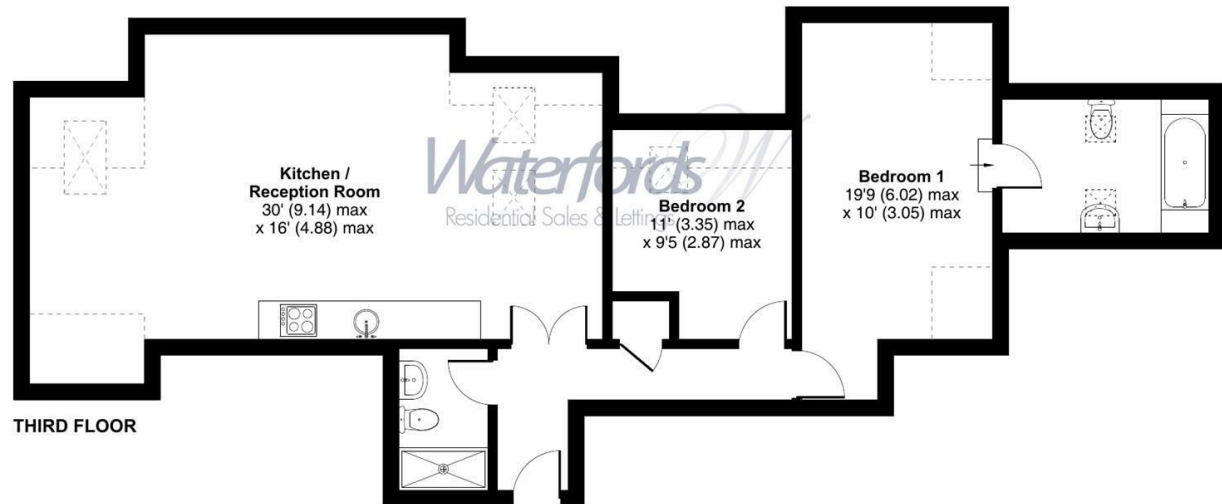 Waterfords
Residential Sales & Lettings
Kitchen /
Reception Room
30' (9.14) max
x 16' (4.88) max
Bedroom 2
11' (3.35) max
x 9'5 (2.87) max
Bedroom 1
19'9 (6.02) max
x 10' (3.05) max
THIRD FLOOR